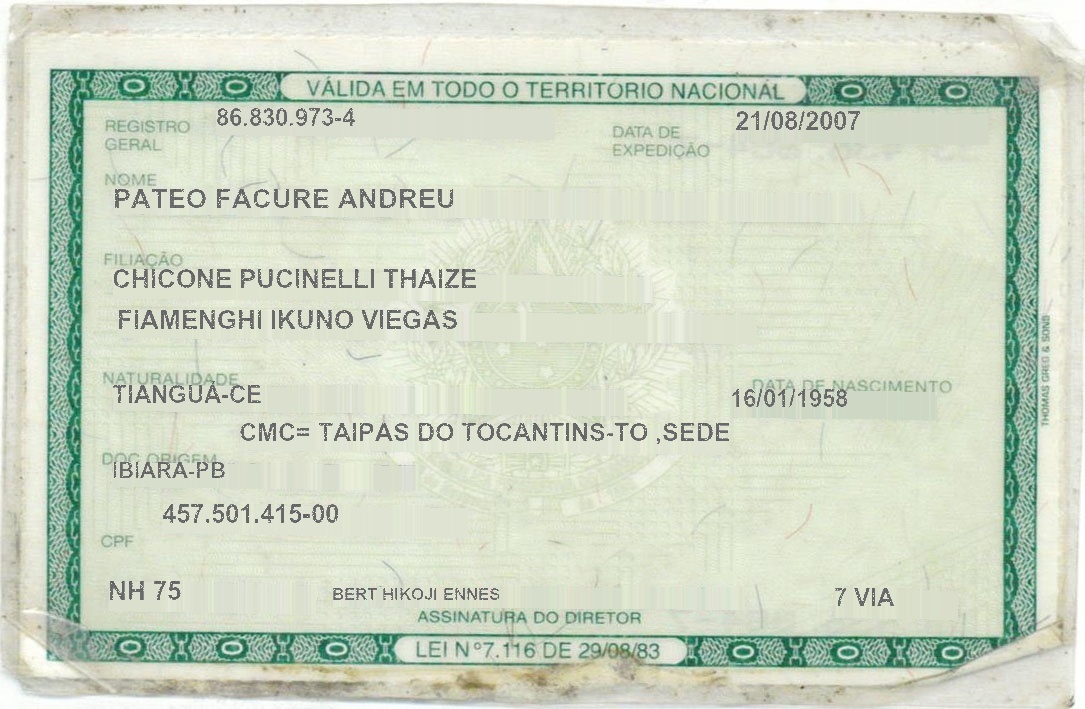 VÁLIDA EM TODO O TERRITORIO NACIONAL
REGISTRO GERAL 86.830.973-4 DATA DE EXPEDIÇÃO 21/08/2007
NOME
PATEO FACURE ANDREU
FILIAÇÃO
CHICONE PUCINELLI THAIZE
FIAMENGHI IKUNO VIEGAS
NATURALIDADE DATA DE NASCIMENTO
TIANGUÁ-CE 16/01/1958
CMC= TAIPAS DO TOCANTINS-TO ,SEDE
DOC ORIGEM
IBIARA-PB
457.501.415-00
CPF
NH 75 BERT HIKOJI ENNES 7 VIA
ASSINATURA DO DIRETOR
LEI Nº7.116 DE 29/08/83
THOMAS GREG & SONS